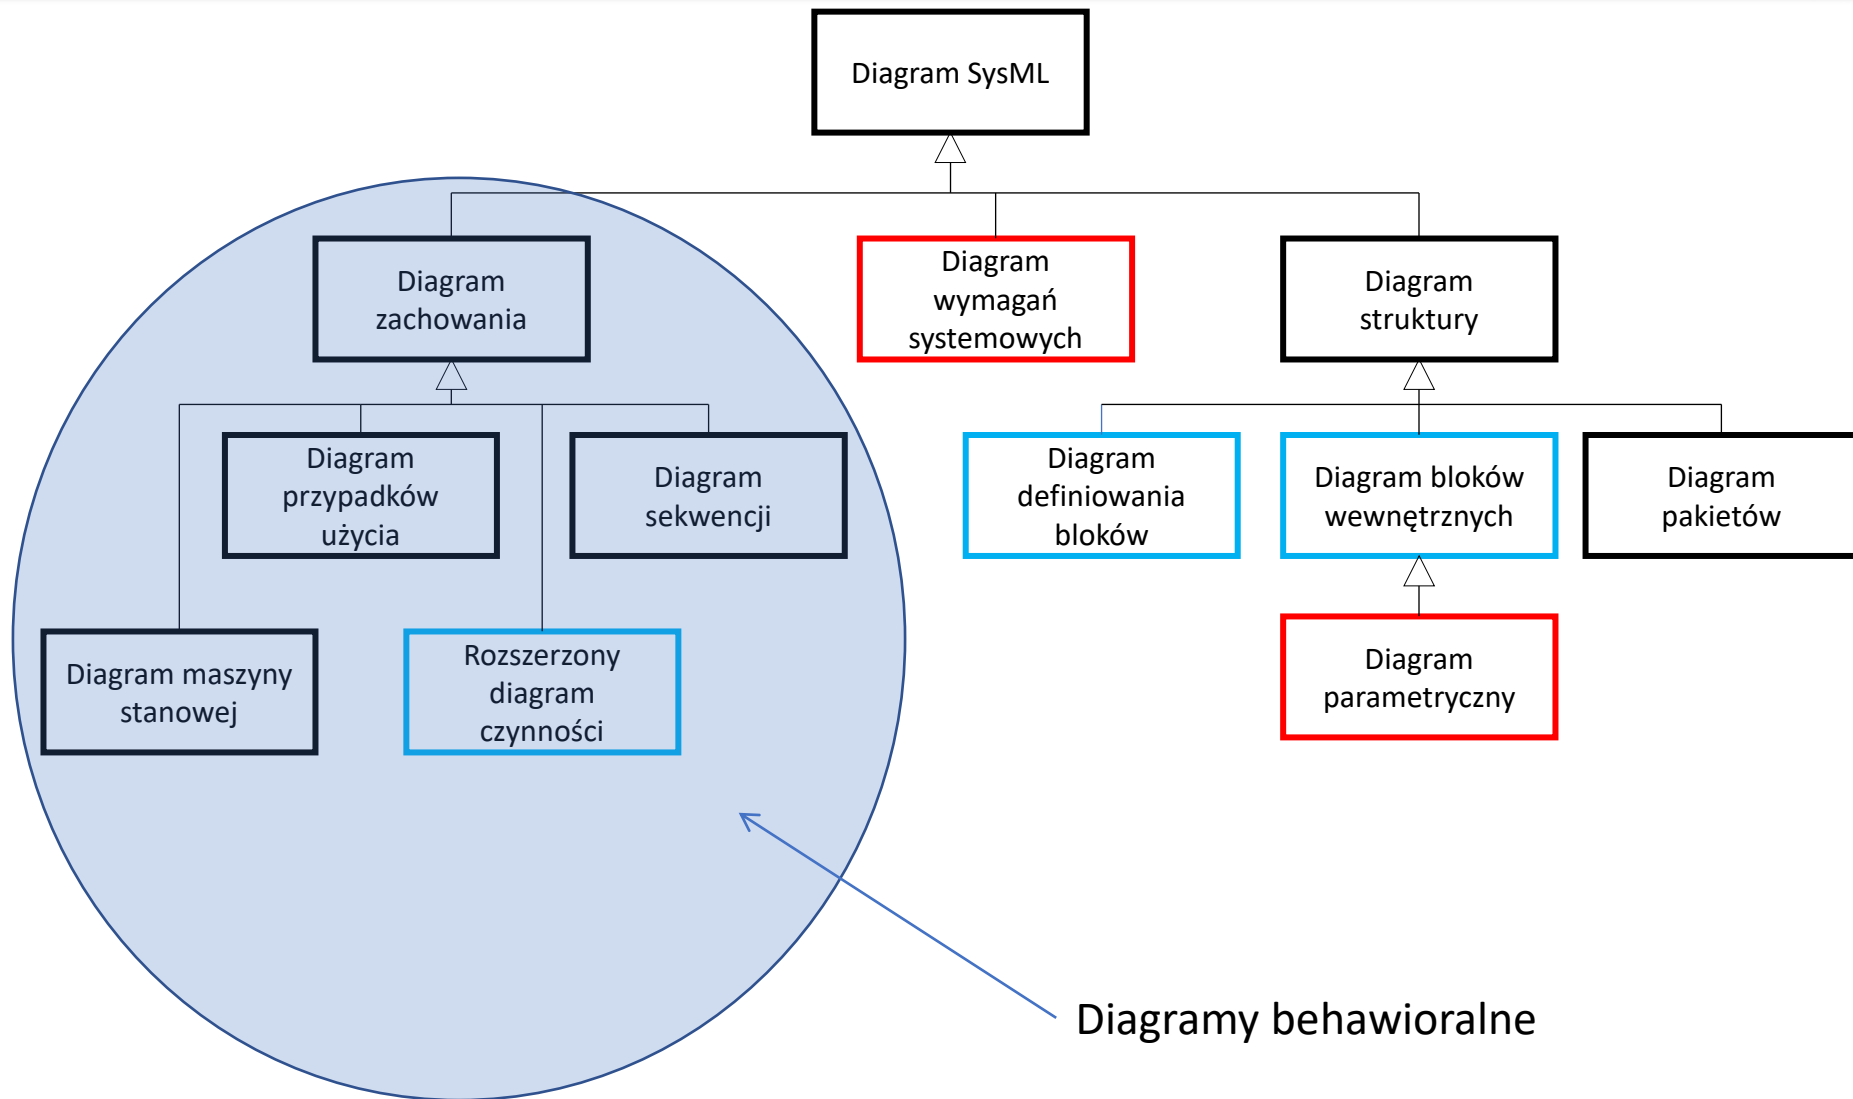 Diagram SysML
Diagram
zachowania
Diagram
wymagań
systemowych
Diagram
struktury
Diagram
przypadków
użycia
Diagram
sekwencji
Diagram
definiowania
bloków
Diagram bloków
wewnętrznych
Diagram
pakietów
Diagram maszyny
stanowej
Rozszerzony
diagram
czynności
Diagram
parametryczny
Diagramy behawioralne